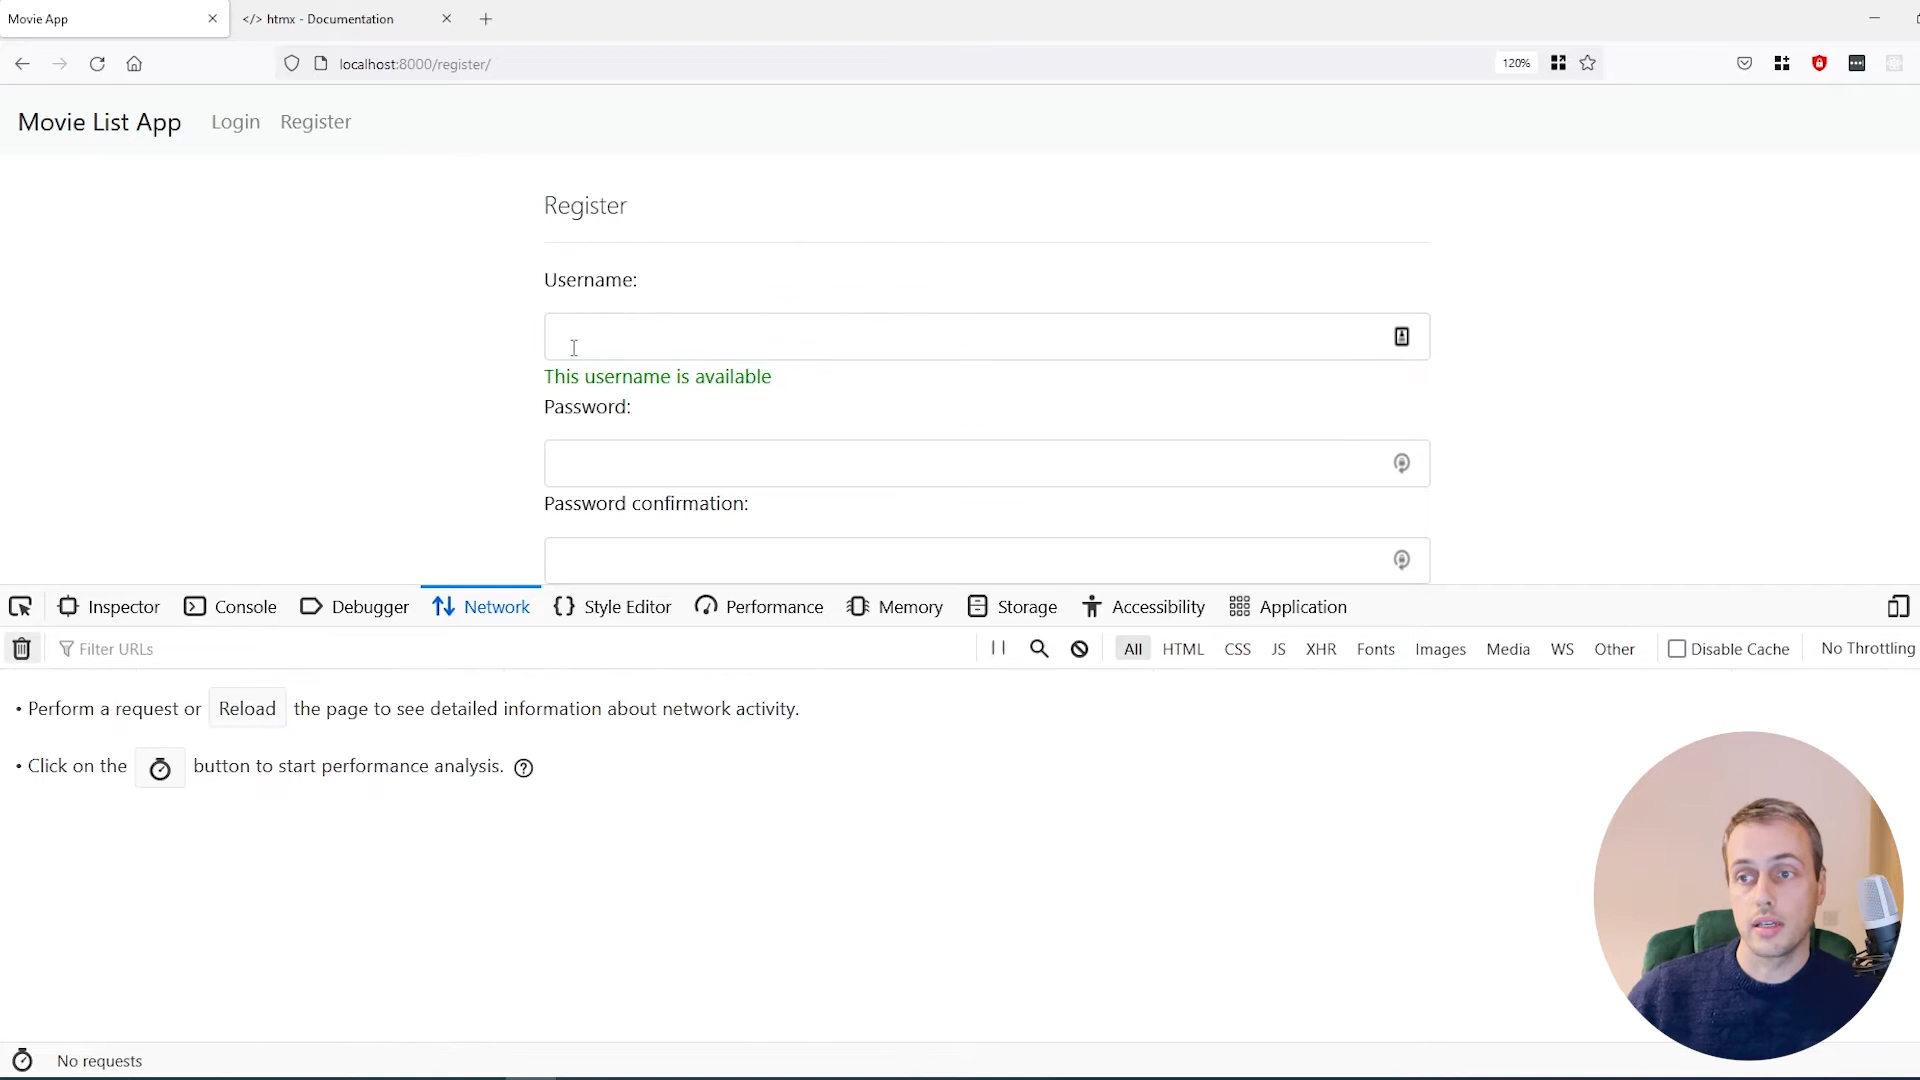 Movie App
</> htmx - Documentation
localhost:8000/register/
120%
Movie List App
Login
Register
Register
Username:
This username is available
Password:
Password confirmation:
Inspector
Console
Debugger
Network
Style Editor
Performance
Memory
Storage
Accessibility
Application
Filter URLs
All
HTML
CSS
JS
XHR
Fonts
Images
Media
WS
Other
Disable Cache
No Throttling
• Perform a request or Reload the page to see detailed information about network activity.
• Click on the button to start performance analysis.
No requests